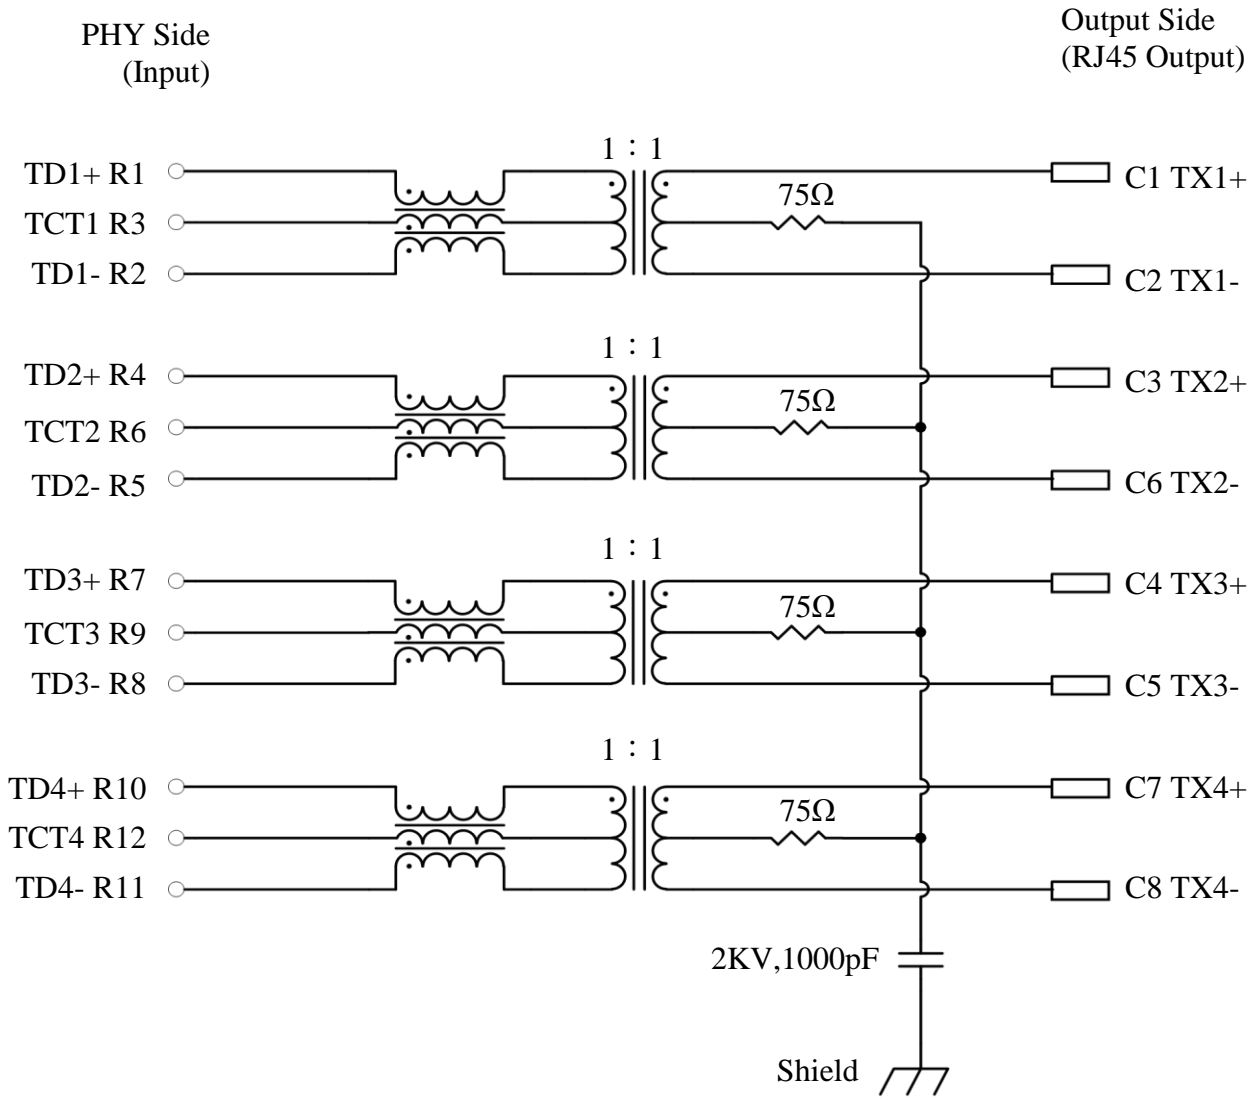 PHY Side
(Input)
Output Side
(RJ45 Output)
1 : 1
TD1+ R1
C1 TX1+
75Ω
TCT1 R3
TD1- R2
C2 TX1-
1 : 1
TD2+ R4
C3 TX2+
75Ω
TCT2 R6
TD2- R5
C6 TX2-
1 : 1
TD3+ R7
C4 TX3+
75Ω
TCT3 R9
TD3- R8
C5 TX3-
1 : 1
TD4+ R10
C7 TX4+
75Ω
TCT4 R12
TD4- R11
C8 TX4-
2KV,1000pF
Shield